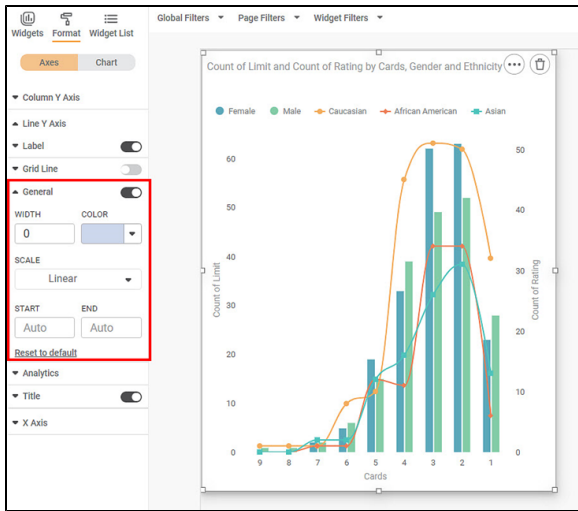 Widgets Format Widget List
Global Filters Page Filters Widget Filters
Axes Chart
Column Y Axis
Line Y Axis
Label
Grid Line
General
WIDTH COLOR
0
SCALE
Linear
START END
Auto Auto
Reset to default
Analytics
Title
X Axis
Count of Limit and Count of Rating by Cards, Gender and Ethnicity
Female Male Caucasian African American Asian
60
50
40
30
20
10
0
Count of Limit
50
40
30
20
10
0
Count of Rating
9 8 7 6 5 4 3 2 1
Cards